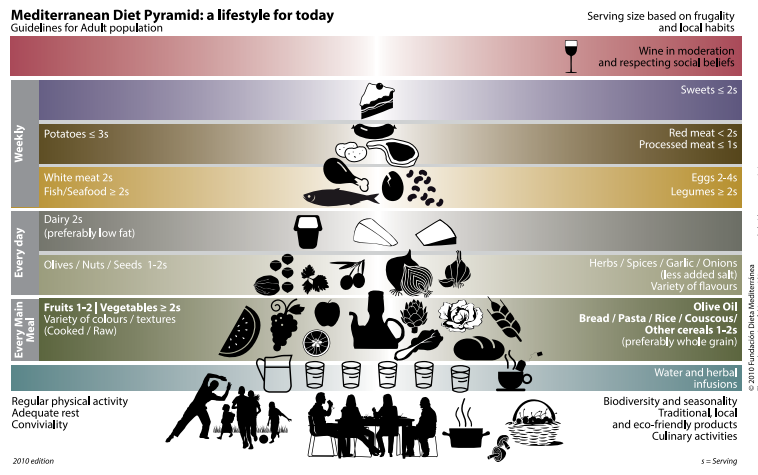 Mediterranean Diet Pyramid: a lifestyle for today
Guidelines for Adult population
Serving size based on frugality
and local habits
Wine in moderation
and respecting social beliefs
Weekly
Sweets ≤ 2s
Potatoes ≤ 3s
Red meat < 2s
Processed meat ≤ 1s
White meat 2s
Fish/Seafood ≥ 2s
Eggs 2-4s
Legumes ≥ 2s
Every day
Dairy 2s
(preferably low fat)
Olives / Nuts / Seeds 1-2s
Herbs / Spices / Garlic / Onions
(less added salt)
Variety of flavours
Every Main
Meal
Fruits 1-2 | Vegetables ≥ 2s
Variety of colours / textures
(Cooked / Raw)
Olive Oil
Bread / Pasta / Rice / Couscous/
Other cereals 1-2s
(preferably whole grain)
Water and herbal
infusions
Regular physical activity
Adequate rest
Conviviality
Biodiversity and seasonality
Traditional, local
and eco-friendly products
Culinary activities
2010 edition
s = Serving
© 2010 Fundación Dieta Mediterránea